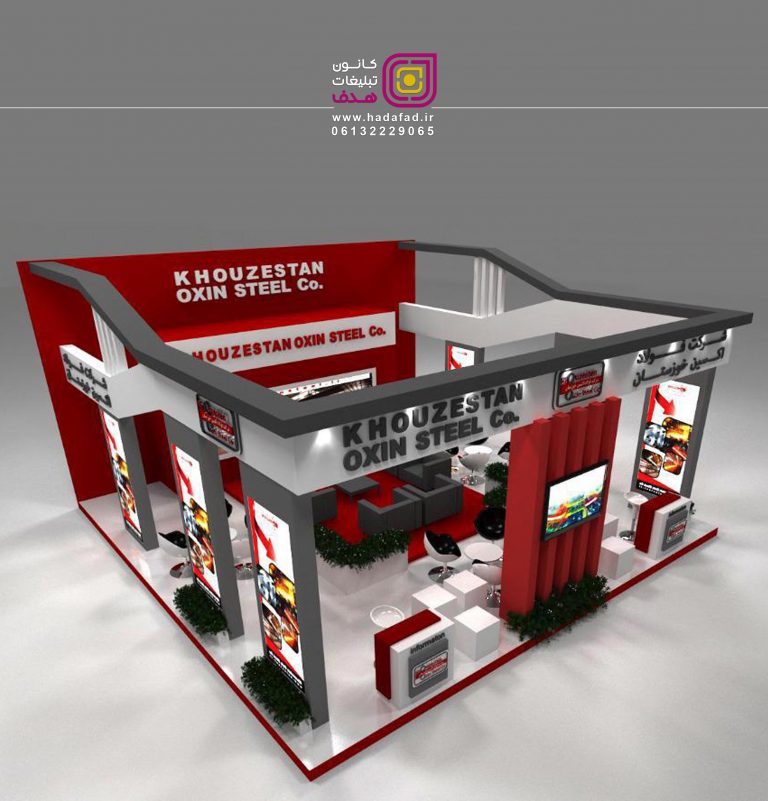 کانون
تبلیغات
هدف
www.hadafad.ir
06132229065
KHOUZESTAN
OXIN STEEL Co.
KHOUZESTAN OXIN STEEL Co.
KHOUZESTAN
OXIN STEEL Co.
شرکت فولاد
اکسین خوزستان
information